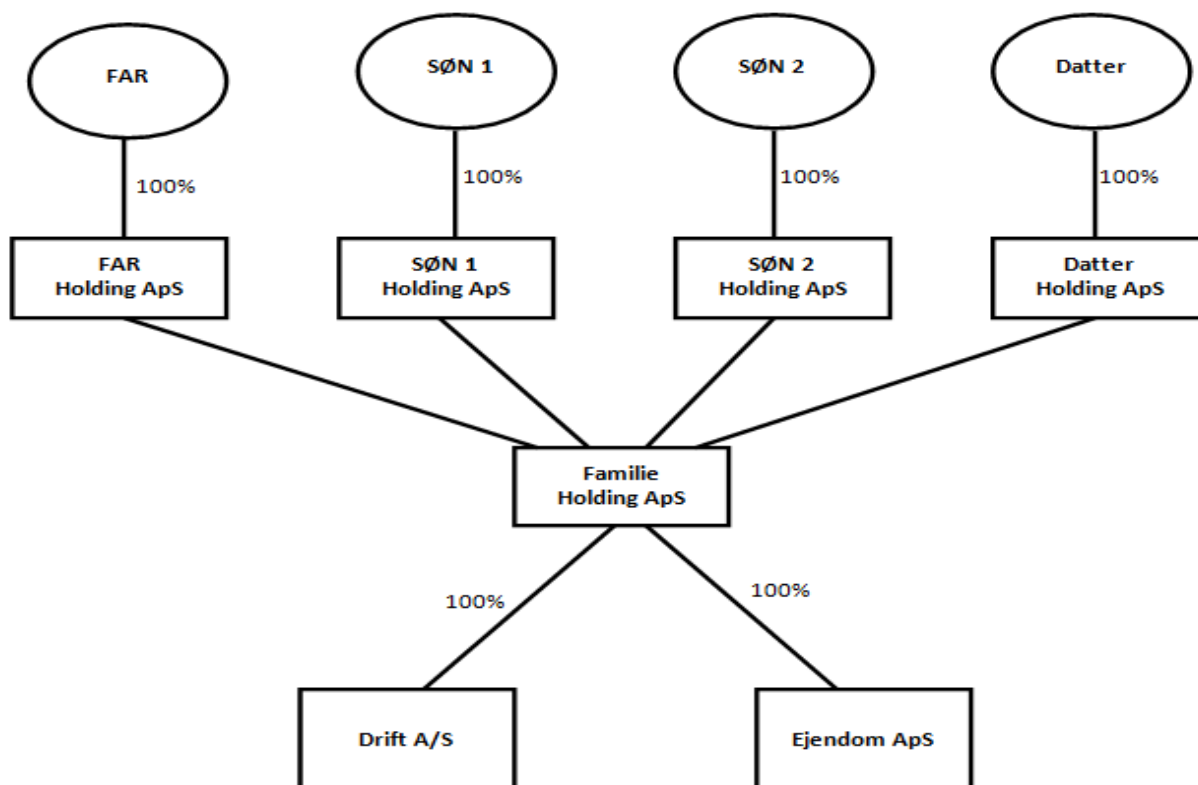 FAR
SØN 1
SØN 2
Datter
100%
100%
100%
100%
FAR
Holding ApS
SØN 1
Holding ApS
SØN 2
Holding ApS
Datter
Holding ApS
Familie
Holding ApS
100%
100%
Drift A/S
Ejendom ApS